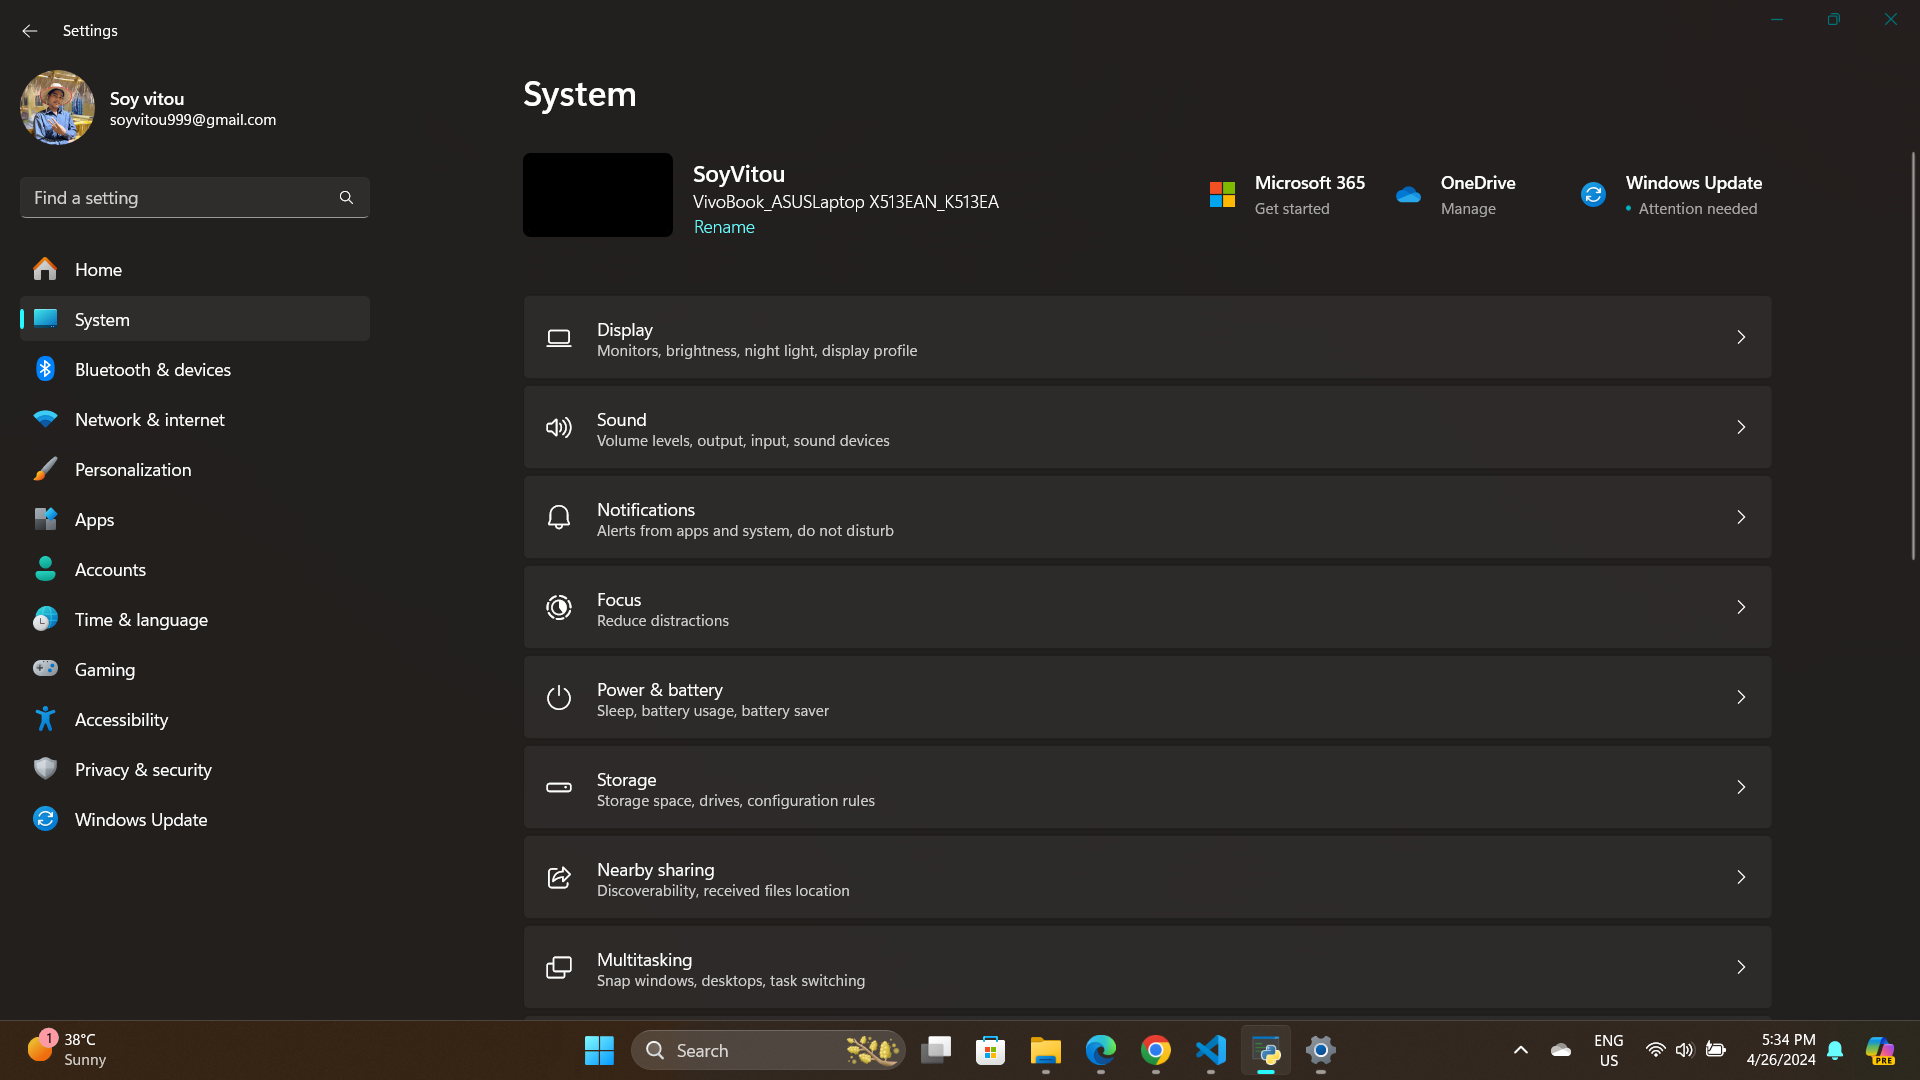 Settings
Soy vitou
soyvitou999@gmail.com
Find a setting
Home
System
Bluetooth & devices
Network & internet
Personalization
Apps
Accounts
Time & language
Gaming
Accessibility
Privacy & security
Windows Update
System
SoyVitou
VivoBook_ASUSLaptop X513EAN_K513EA
Rename
Microsoft 365
Get started
OneDrive
Manage
Windows Update
Attention needed
Display
Monitors, brightness, night light, display profile
Sound
Volume levels, output, input, sound devices
Notifications
Alerts from apps and system, do not disturb
Focus
Reduce distractions
Power & battery
Sleep, battery usage, battery saver
Storage
Storage space, drives, configuration rules
Nearby sharing
Discoverability, received files location
Multitasking
Snap windows, desktops, task switching
1
38°C
Sunny
Search
ENG
US
5:34 PM
4/26/2024
PRE